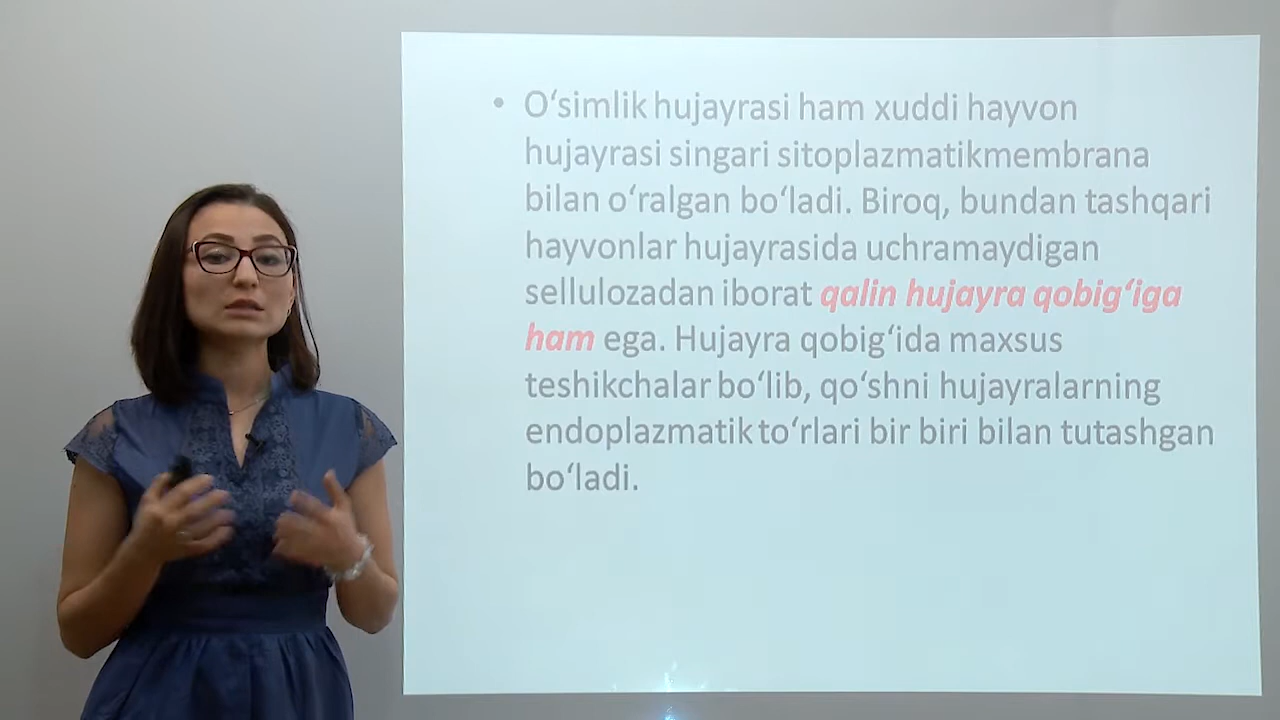 • O‘simlik hujayrasi ham xuddi hayvon
hujayrasi singari sitoplazmatikmembrana
bilan o‘ralgan bo‘ladi. Biroq, bundan tashqari
hayvonlar hujayrasida uchramaydigan
sellulozadan iborat qalin hujayra qobig‘iga
ham ega. Hujayra qobig‘ida maxsus
teshikchalar bo‘lib, qo‘shni hujayralarning
endoplazmatik to‘rlari bir biri bilan tutashgan
bo‘ladi.